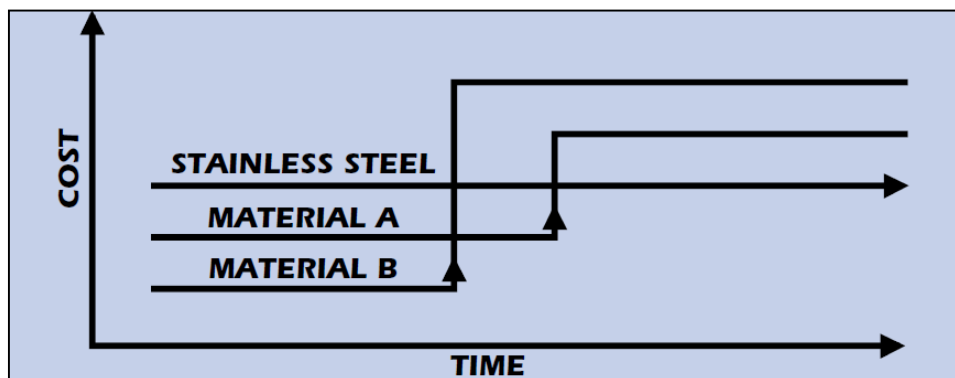 COST
STAINLESS STEEL
MATERIAL A
MATERIAL B
TIME